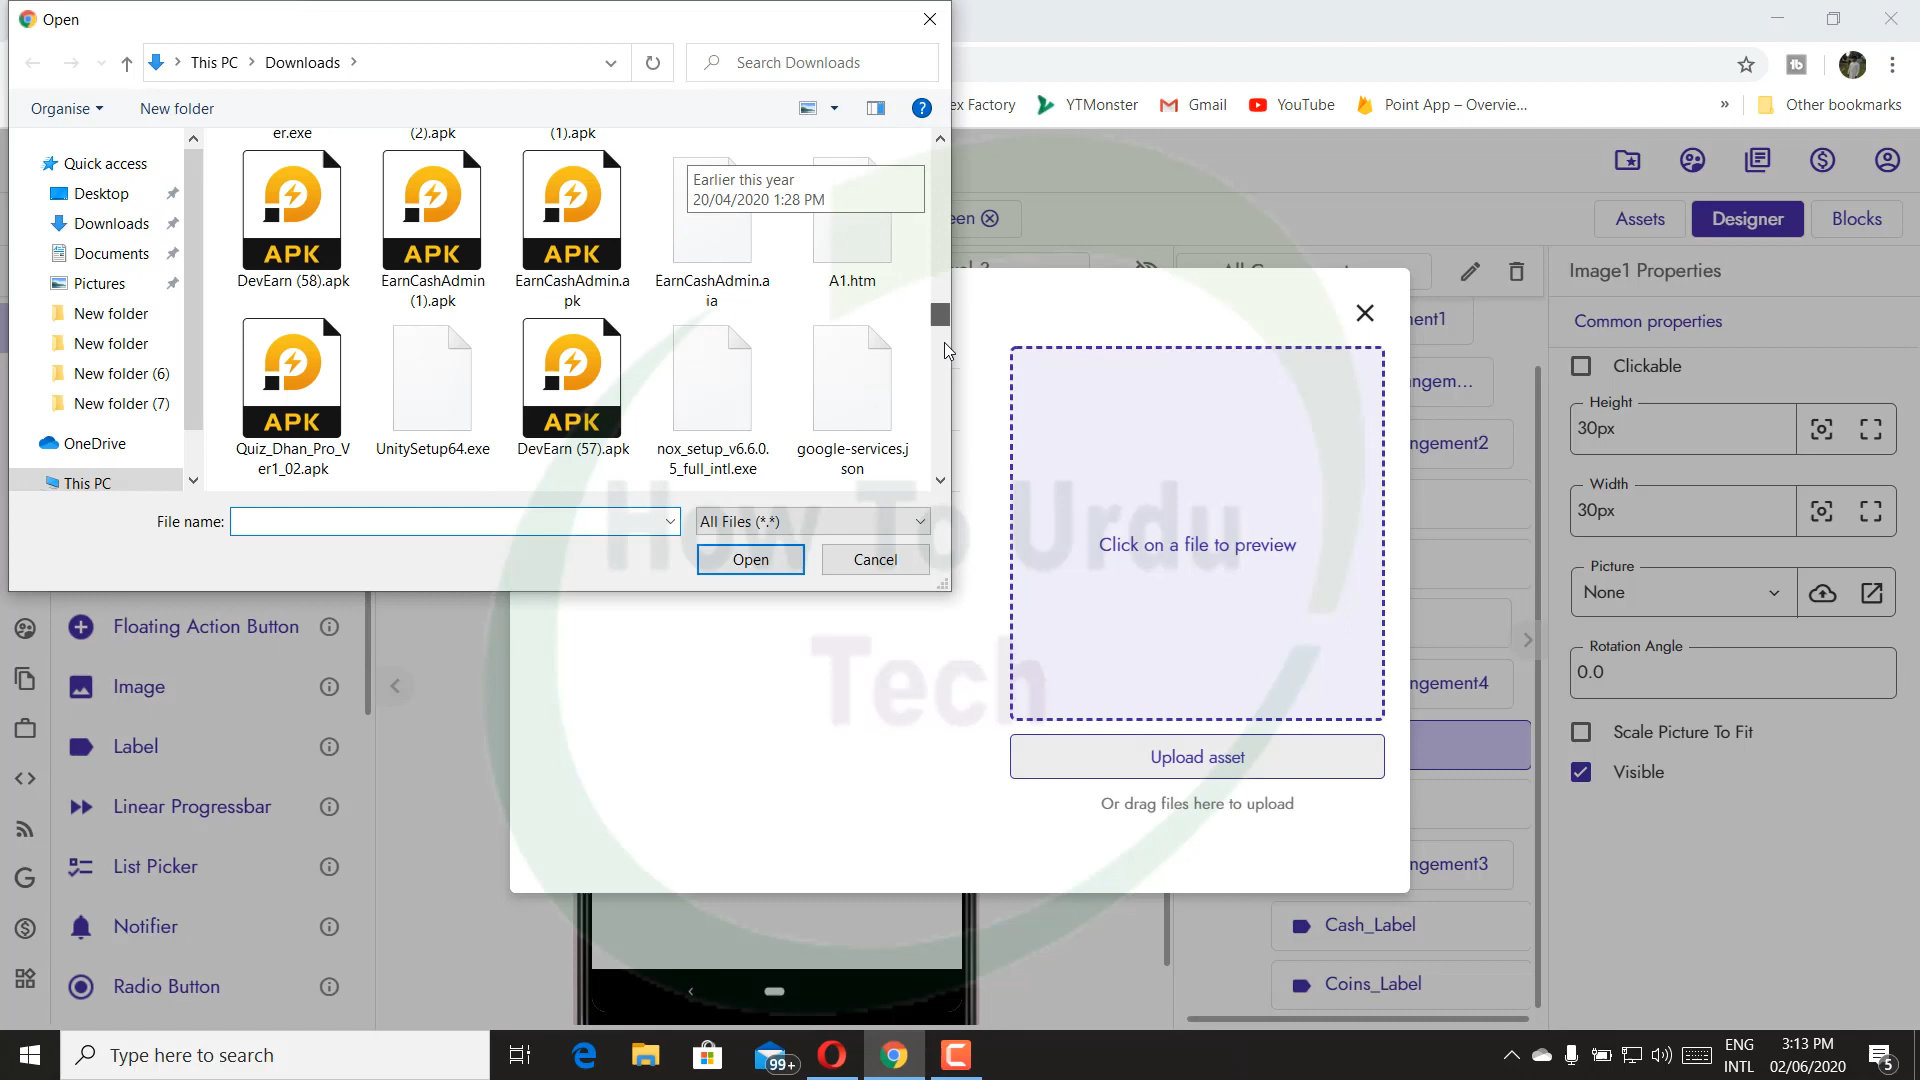 Open
This PC
Downloads
Search Downloads
Organise
New folder
er.exe
(2).apk
(1).apk
Quick access
Desktop
Downloads
Documents
Pictures
New folder
New folder
New folder (6)
New folder (7)
OneDrive
This PC
APK
DevEarn (58).apk
APK
EarnCashAdmin
(1).apk
APK
EarnCashAdmin.a
pk
EarnCashAdmin.a
ia
A1.htm
Earlier this year
20/04/2020 1:28 PM
APK
Quiz_Dhan_Pro_V
er1_02.apk
UnitySetup64.exe
APK
DevEarn (57).apk
nox_setup_v6.6.0.
5_full_intl.exe
google-services.j
son
File name:
All Files (*.*)
Open
Cancel
ex Factory
YTMonster
Gmail
YouTube
Point App – Overvie...
»
Other bookmarks
een
Assets
Designer
Blocks
Image1 Properties
Common properties
Clickable
Height
30px
Width
30px
Picture
None
Rotation Angle
0.0
Scale Picture To Fit
Visible
ent1
ngem...
ngement2
ngement4
ngement3
Cash_Label
Coins_Label
Click on a file to preview
Upload asset
Or drag files here to upload
How To Urdu
Tech
Floating Action Button
Image
Label
Linear Progressbar
List Picker
Notifier
Radio Button
Type here to search
99+
ENG
INTL
3:13 PM
02/06/2020
5